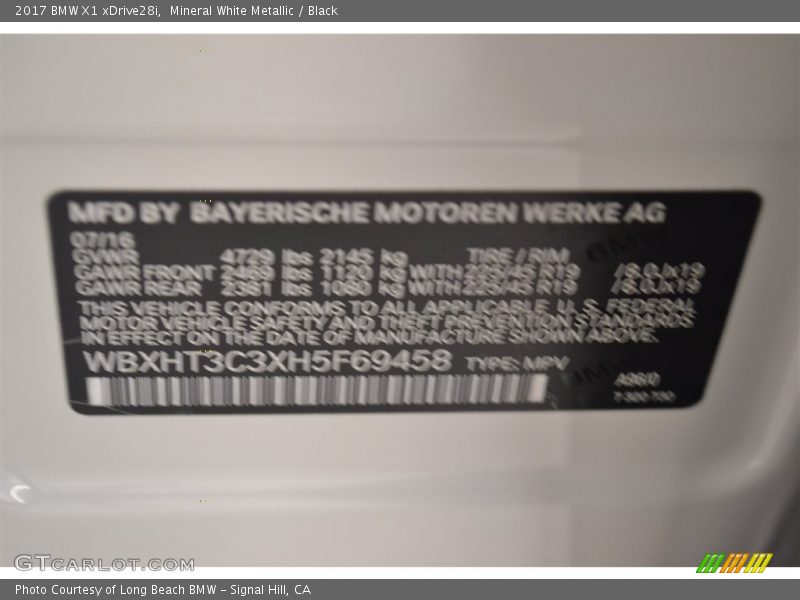 2017 BMW X1 xDrive28i, Mineral White Metallic / Black
MFD BY BAYERISCHE MOTOREN WERKE AG
07/16
GVWR 4729 lbs 2145 kg TIRE / RIM
GAWR FRONT 2469 lbs 1120 kg WITH 225/45 R19 /8.0Jx19
GAWR REAR 2381 lbs 1080 kg WITH 225/45 R19 /8.0Jx19
THIS VEHICLE CONFORMS TO ALL APPLICABLE U. S. FEDERAL
MOTOR VEHICLE SAFETY AND THEFT PREVENTION STANDARDS
IN EFFECT ON THE DATE OF MANUFACTURE SHOWN ABOVE.
WBXHT3C3XH5F69458 TYPE: MPV
A96/0
GTCARLOT.COM
Photo Courtesy of Long Beach BMW – Signal Hill, CA